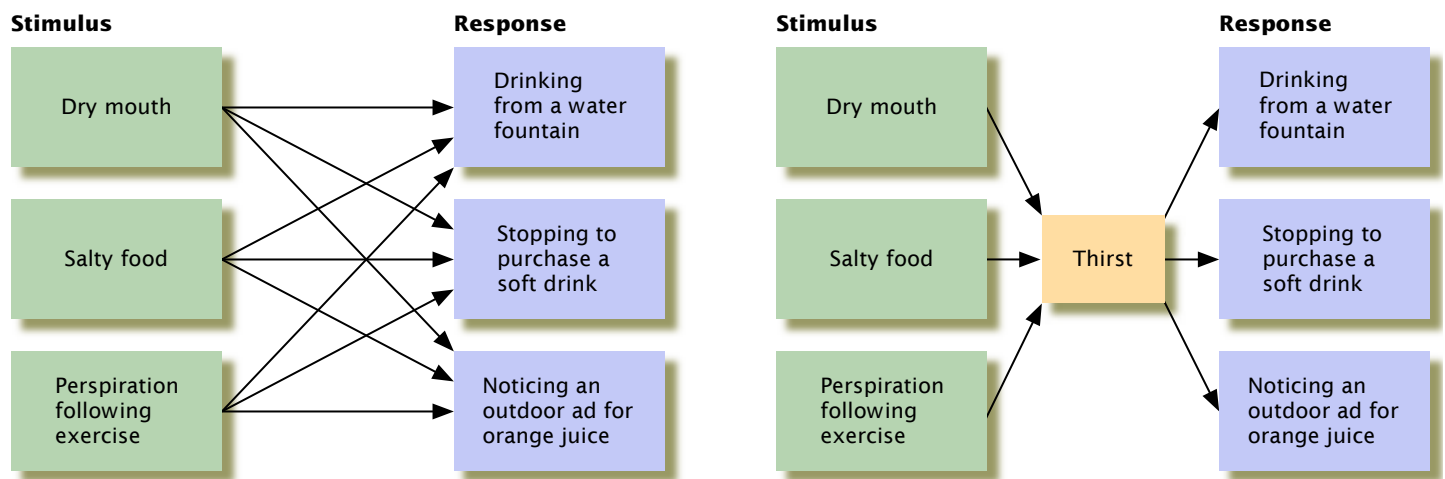 Stimulus
Response
Dry mouth
Drinking
from a water
fountain
Salty food
Stopping to
purchase a
soft drink
Perspiration
following
exercise
Noticing an
outdoor ad for
orange juice
Stimulus
Response
Dry mouth
Drinking
from a water
fountain
Salty food
Thirst
Stopping to
purchase a
soft drink
Perspiration
following
exercise
Noticing an
outdoor ad for
orange juice